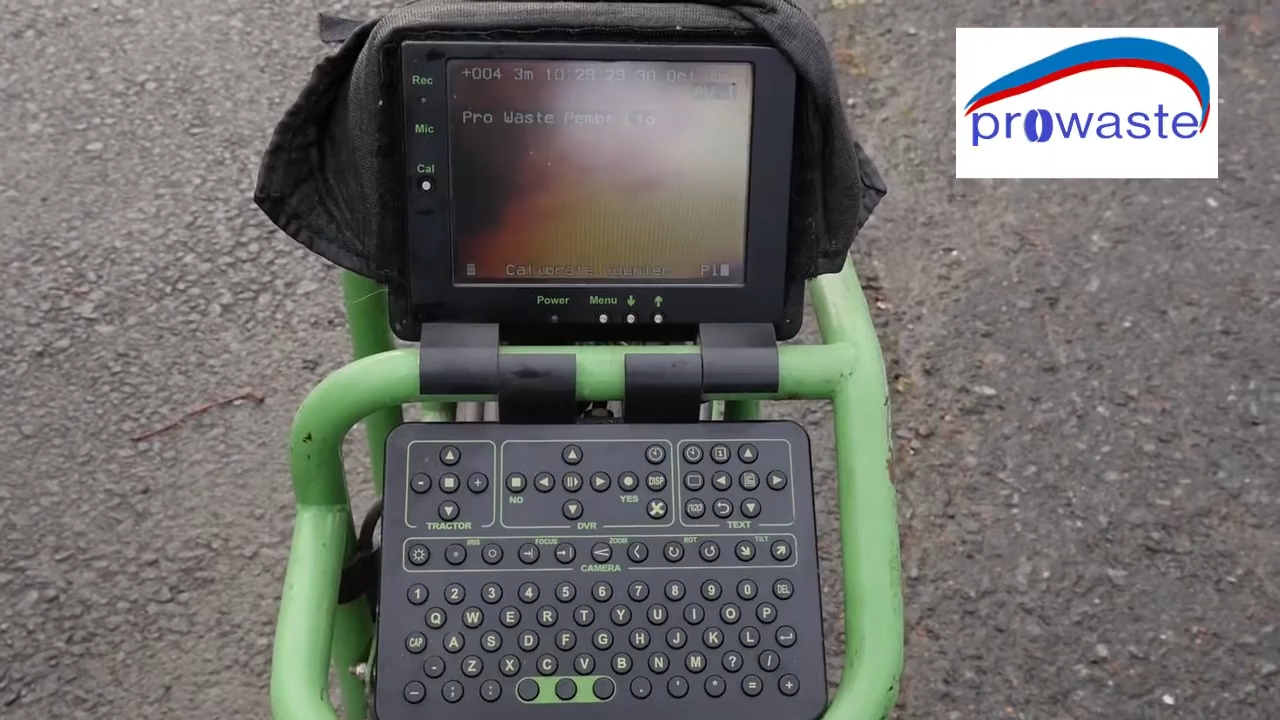 prowaste
Rec
+004 3m 10:29:29 30 Oct
Mic
Pro Waste Pembs
Cal
Calibrate counter
Power Menu
NO YES DISP
TRACTOR DVR TEXT
IRIS FOCUS ZOOM ROT TILT
CAMERA
1 2 3 4 5 6 7 8 9 0 DEL
Q W E R T Y U I O P
CAP A S D F G H J K L
- Z X C V B N M ? /
- ; : . ' * = +